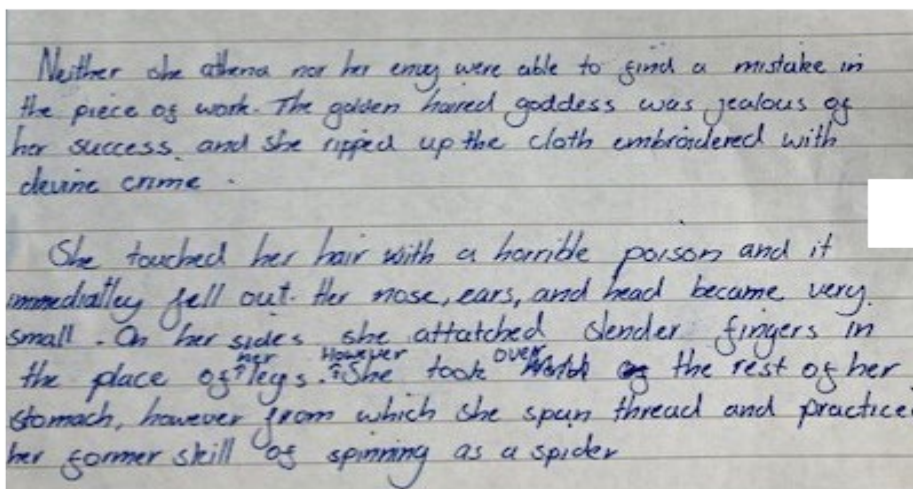 Neither she athena nor her envy were able to find a mistake in
the piece of work. The golden haired goddess was jealous of
her success and she ripped up the cloth embroidered with
devine crime.
She touched her hair with a horrible poison and it
immediatley fell out. Her nose, ears, and head became very
small. On her sides she attatched slender fingers in
her However over
the place of legs. She took the rest of her
stomach, however from which she spun thread and practice
her former skill of spinning as a spider